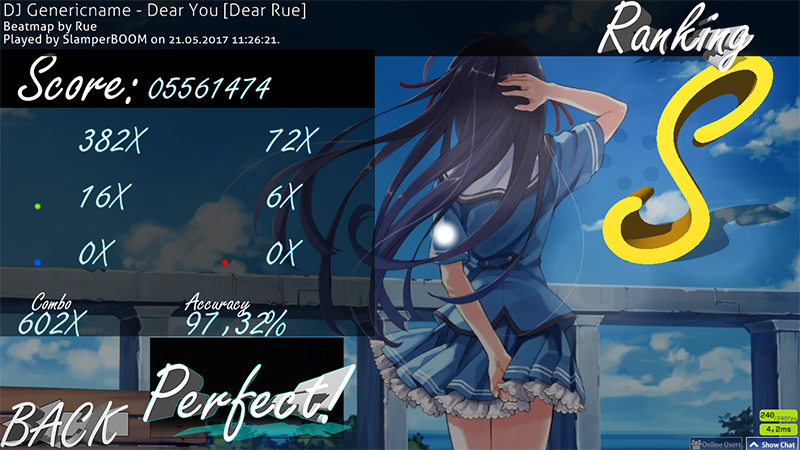 DJ Genericname - Dear You [Dear Rue]
Beatmap by Rue
Played by SlamperBOOM on 21.05.2017 11:26:21.
Ranking
Score: 05561474
S
382X 72X
16X 6X
0X 0X
Combo Accuracy
602X 97,32%
Perfect!
BACK
240/240fps
4,2ms
Online Users
Show Chat